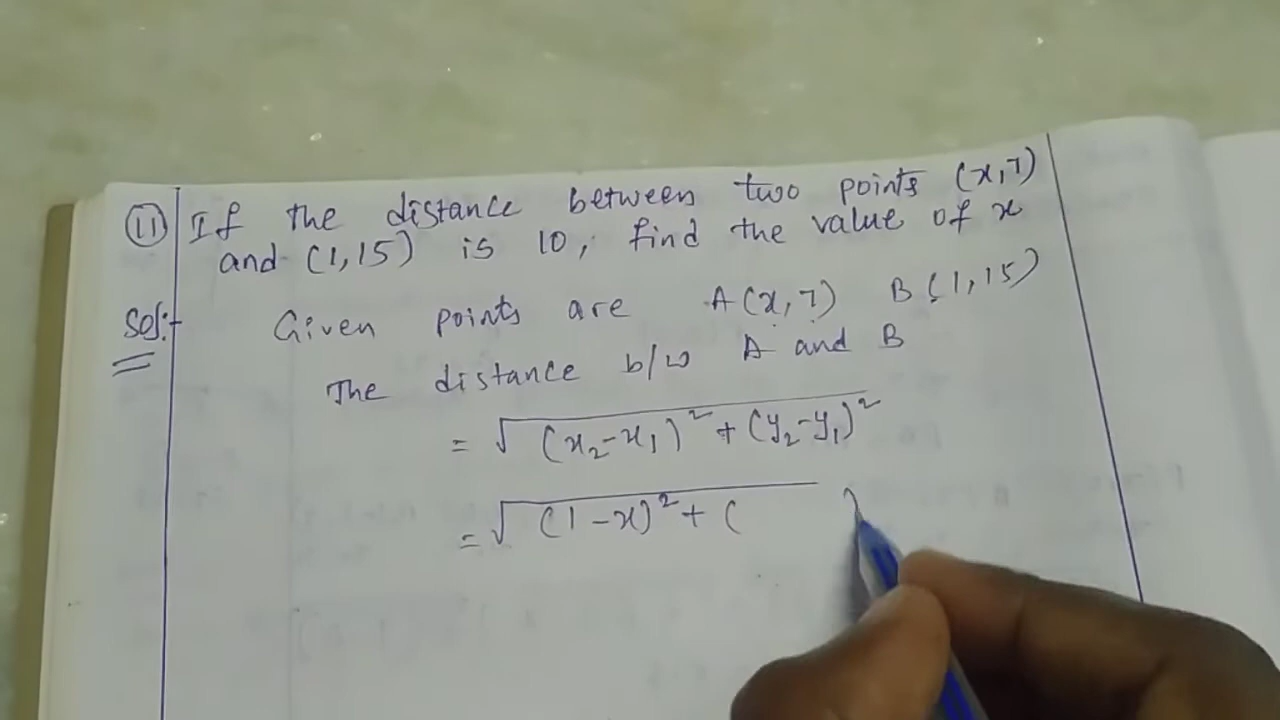 11 If the distance between two points (x,7)
and (1,15) is 10, find the value of x
Sol:- Given points are A(x,7) B(1,15)
The distance b/w A and B
= √(x₂-x₁)² + (y₂-y₁)²
= √(1-x)² + ( )